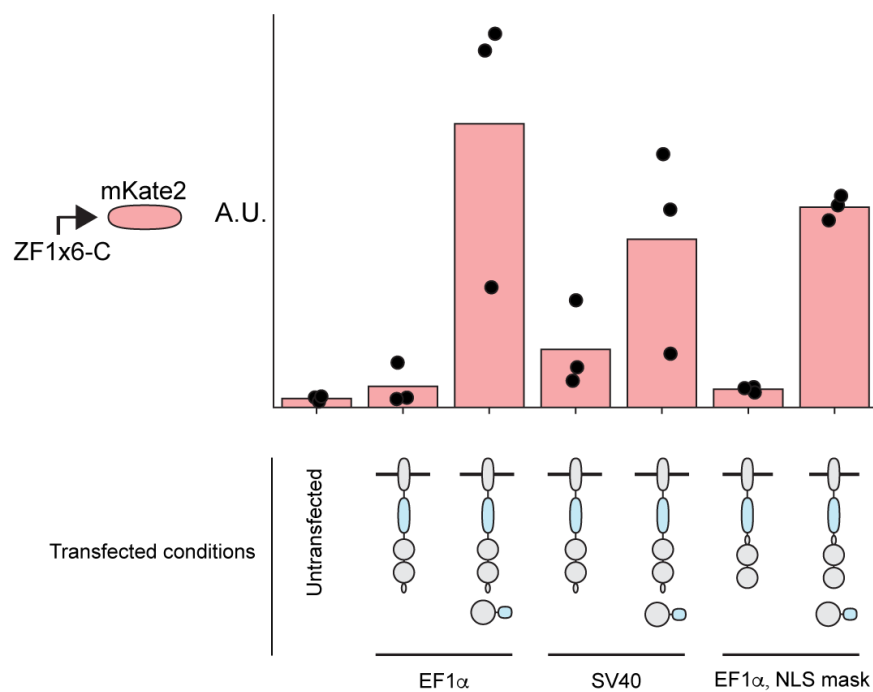 mKate2
A.U.
ZF1x6-C
Transfected conditions
Untransfected
EF1α
SV40
EF1α, NLS mask